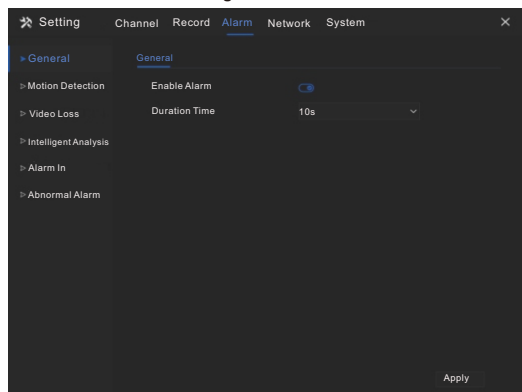 Setting Channel Record Alarm Network System
General General
Motion Detection Enable Alarm
Video Loss Duration Time 10s
Intelligent Analysis
Alarm In
Abnormal Alarm
Apply